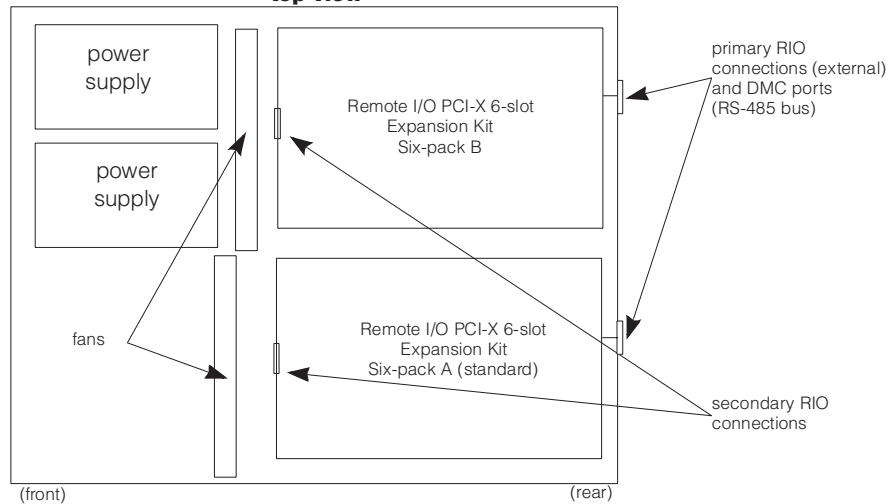 power
supply
Remote I/O PCI-X 6-slot
Expansion Kit
Six-pack B
primary RIO
connections (external)
and DMC ports
(RS-485 bus)
power
supply
fans
Remote I/O PCI-X 6-slot
Expansion Kit
Six-pack A (standard)
secondary RIO
connections
(front)
(rear)